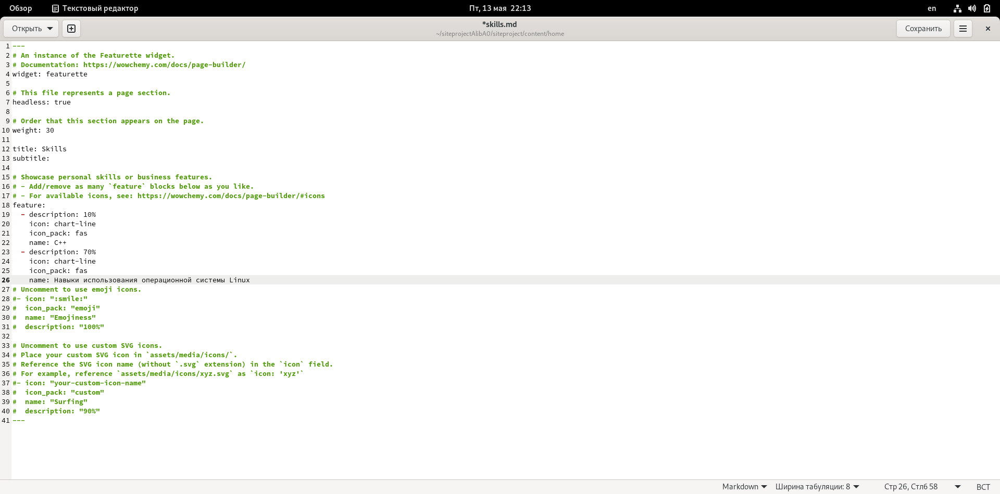 Обзор Текстовый редактор Пт, 13 мая 22:13 en
Открыть *skills.md Сохранить
~/siteprojectAlibA0/siteproject/content/home
1 ---
2 # An instance of the Featurette widget.
3 # Documentation: https://wowchemy.com/docs/page-builder/
4 widget: featurette
5
6 # This file represents a page section.
7 headless: true
8
9 # Order that this section appears on the page.
10 weight: 30
11
12 title: Skills
13 subtitle:
14
15 # Showcase personal skills or business features.
16 # - Add/remove as many `feature` blocks below as you like.
17 # - For available icons, see: https://wowchemy.com/docs/page-builder/#icons
18 feature:
19   - description: 10%
20     icon: chart-line
21     icon_pack: fas
22     name: C++
23   - description: 70%
24     icon: chart-line
25     icon_pack: fas
26     name: Навыки использования операционной системы Linux
27 # Uncomment to use emoji icons.
28 #- icon: ":smile:"
29 #  icon_pack: "emoji"
30 #  name: "Emojiness"
31 #  description: "100%"
32
33 # Uncomment to use custom SVG icons.
34 # Place your custom SVG icon in `assets/media/icons/`.
35 # Reference the SVG icon name (without `.svg` extension) in the `icon` field.
36 # For example, reference `assets/media/icons/xyz.svg` as `icon: 'xyz'`
37 #- icon: "your-custom-icon-name"
38 #  icon_pack: "custom"
39 #  name: "Surfing"
40 #  description: "90%"
41 ---
Markdown Ширина табуляции: 8 Стр 26, Стлб 58 ВСТ